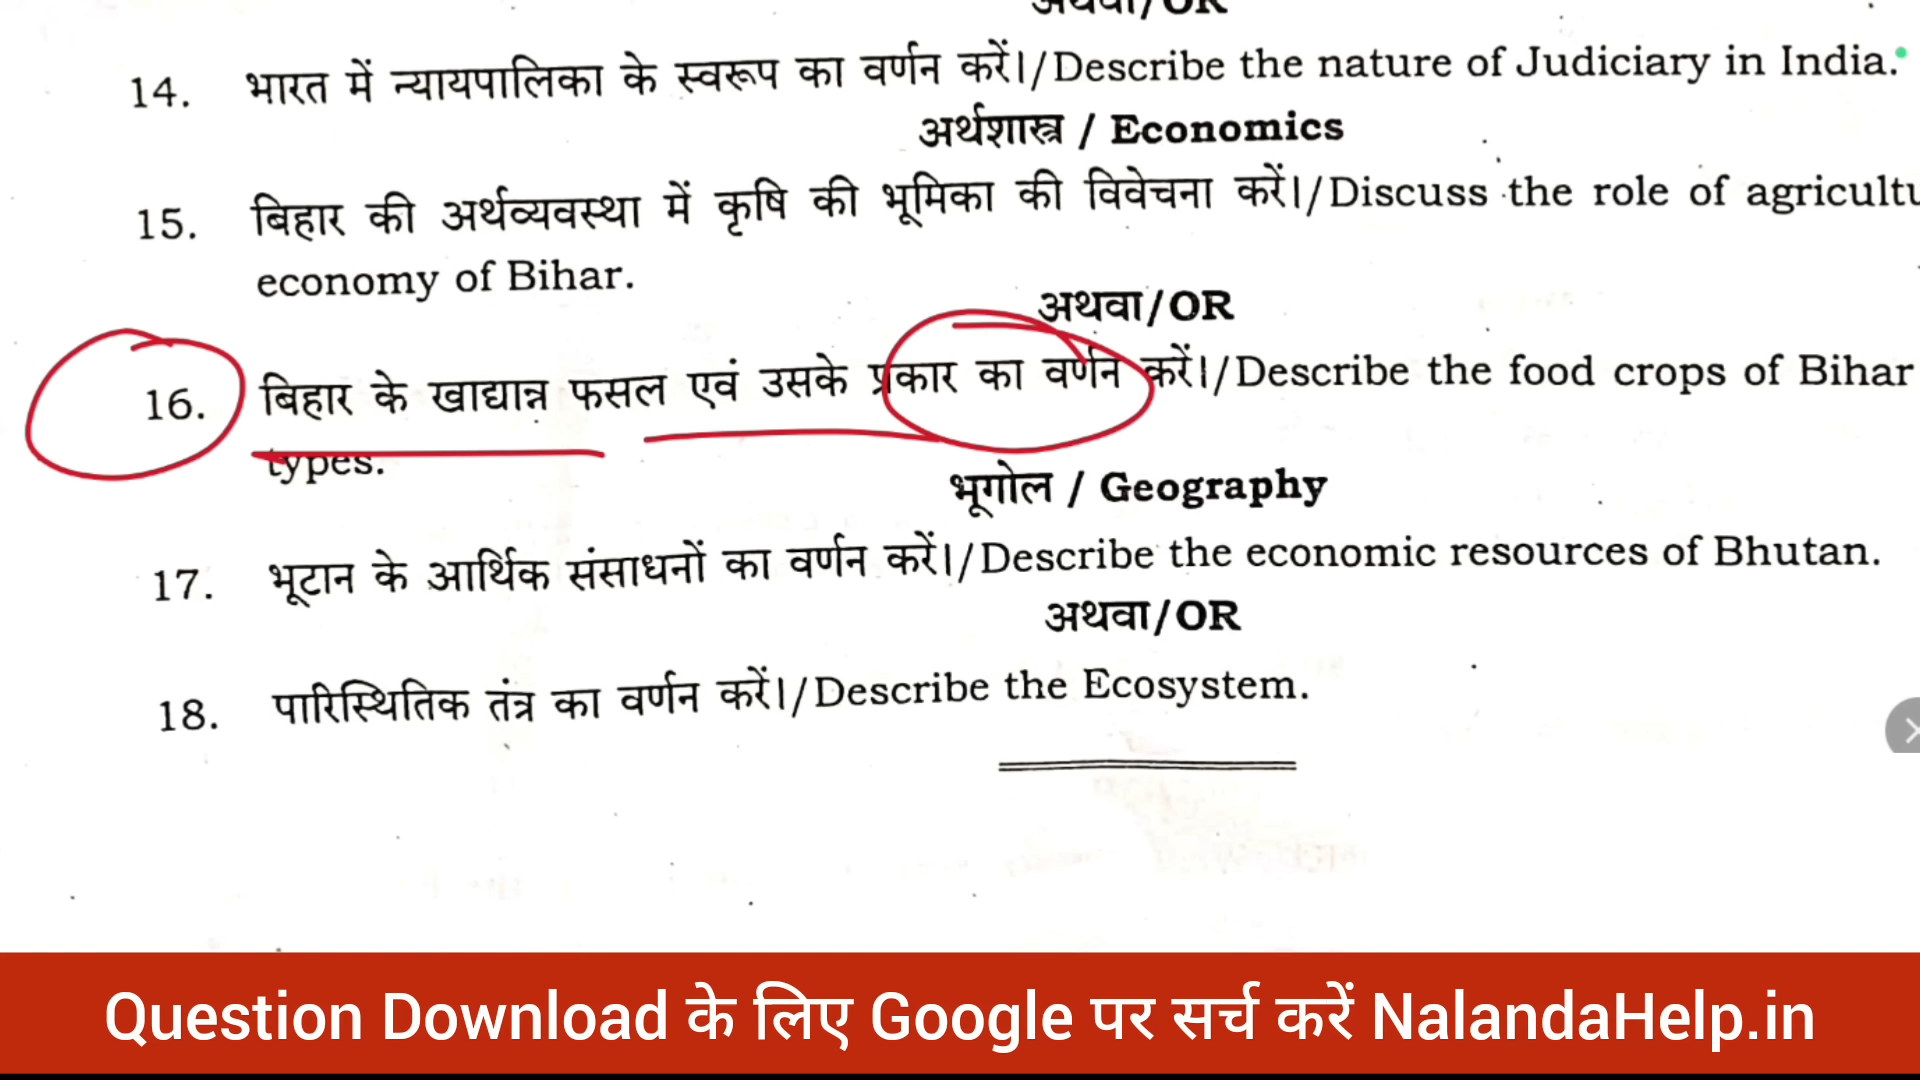 अथवा/OR
14. भारत में न्यायपालिका के स्वरूप का वर्णन करें।/Describe the nature of Judiciary in India.
अर्थशास्त्र / Economics
15. बिहार की अर्थव्यवस्था में कृषि की भूमिका की विवेचना करें।/Discuss the role of
economy of Bihar.
अथवा/OR
16. बिहार के खाद्यान्न फसल एवं उसके प्रकार का वर्णन करें।/Describe the food crops of Bihar
types.
भूगोल / Geography
17. भूटान के आर्थिक संसाधनों का वर्णन करें।/Describe the economic resources of Bhutan.
अथवा/OR
18. पारिस्थितिक तंत्र का वर्णन करें।/Describe the Ecosystem.
Question Download के लिए Google पर सर्च करें NalandaHelp.in